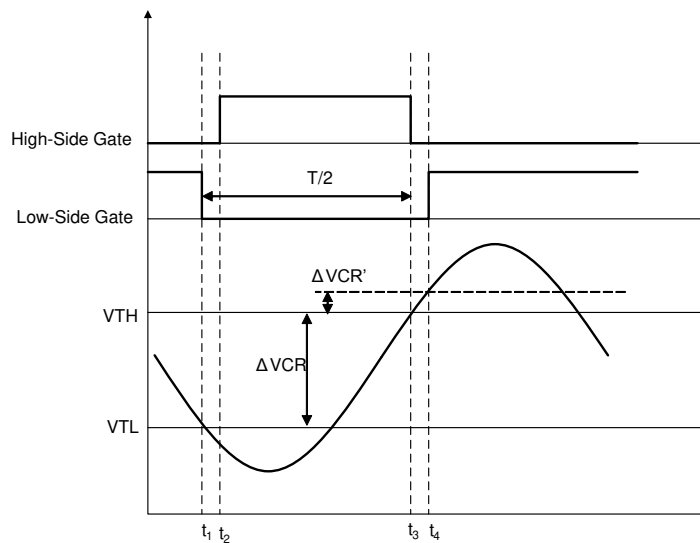 High-Side Gate
T/2
Low-Side Gate
ΔVCR'
VTH
ΔVCR
VTL
t1 t2 t3 t4